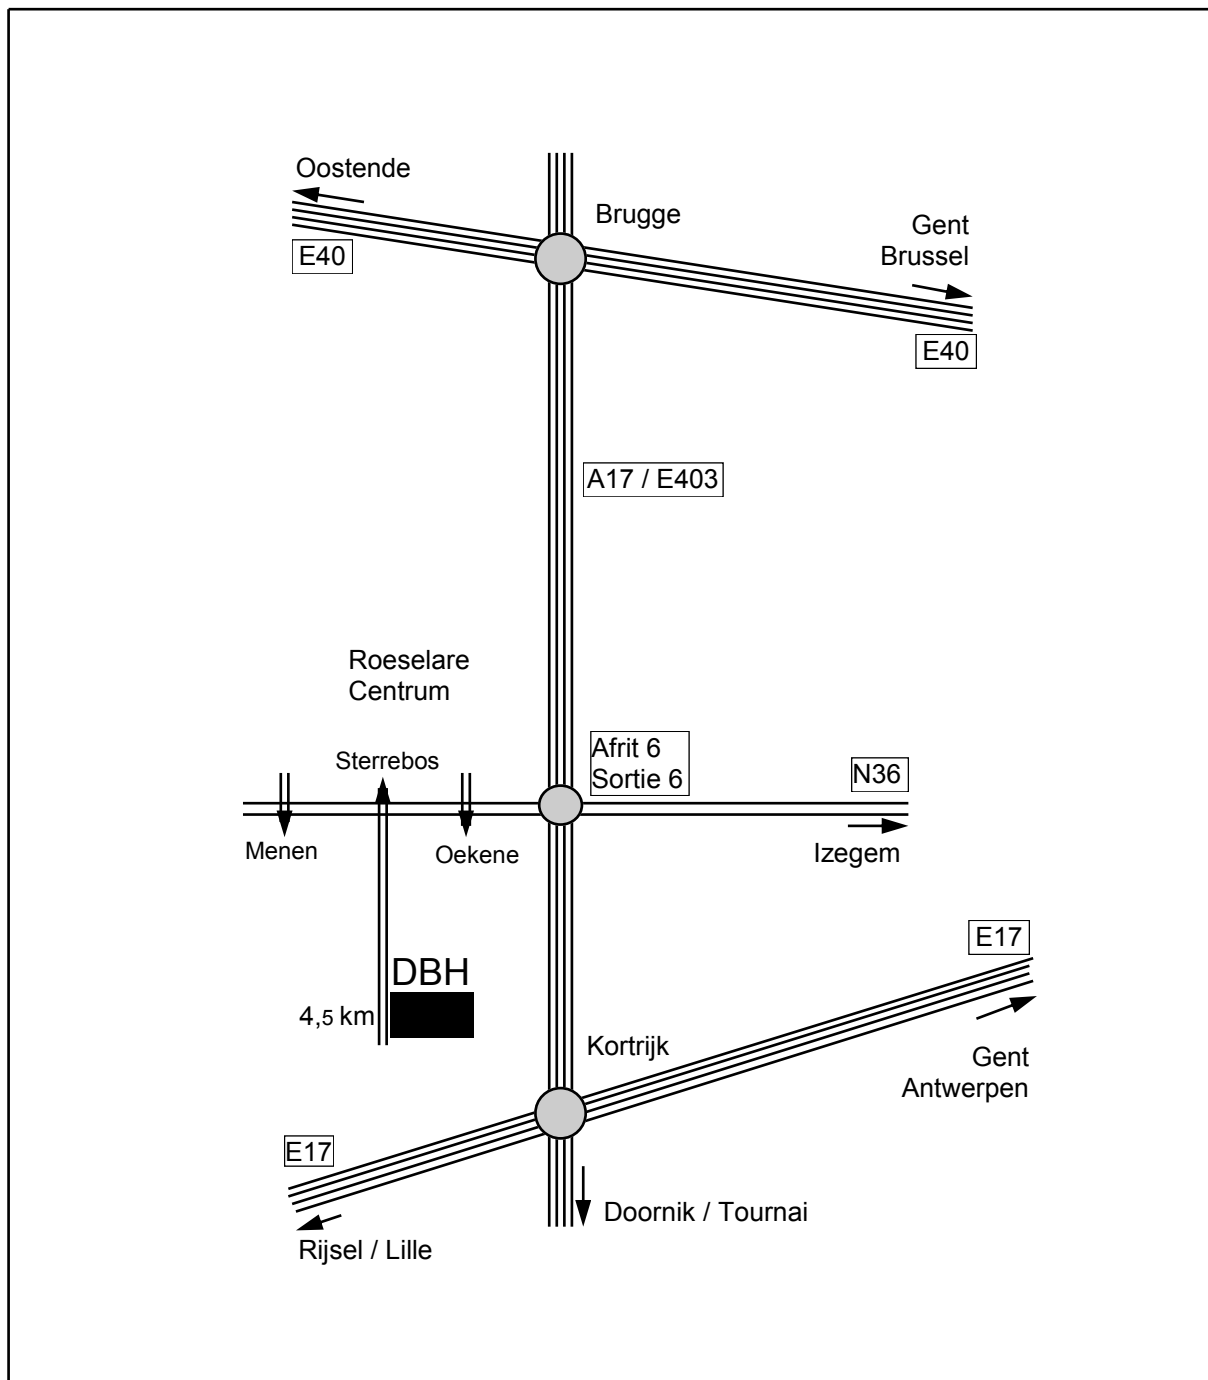 Oostende
Brugge
Gent
Brussel
E40
E40
A17 / E403
Roeselare
Centrum
Afrit 6
Sortie 6
Sterrebos
N36
Menen
Oekene
Izegem
E17
DBH
4,5 km
Kortrijk
Gent
Antwerpen
E17
Doornik / Tournai
Rijsel / Lille